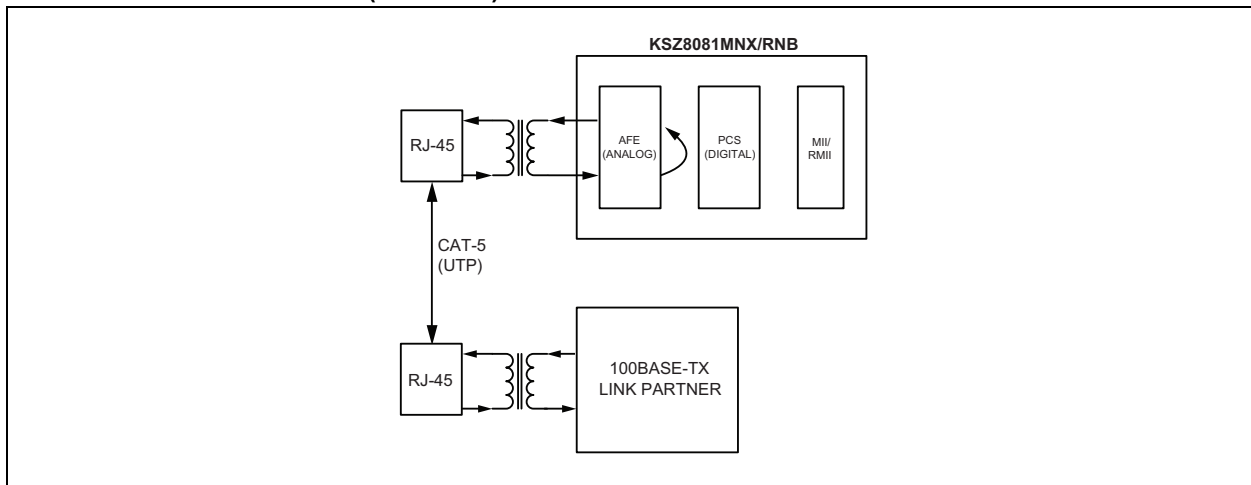 KSZ8081MNX/RNB
RJ-45
AFE
(ANALOG)
PCS
(DIGITAL)
MII/
RMII
CAT-5
(UTP)
RJ-45
100BASE-TX
LINK PARTNER